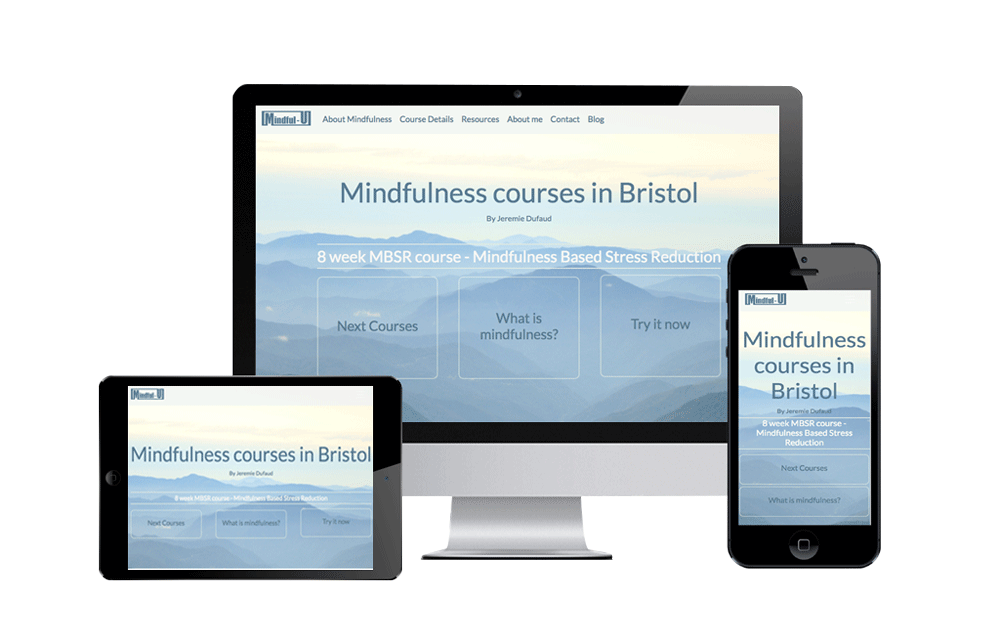 [Mindful-U]
About Mindfulness Course Details Resources About me Contact Blog
Mindfulness courses in Bristol
By Jeremie Dufaud
8 week MBSR course - Mindfulness Based Stress Reduction
Next Courses
What is
mindfulness?
Try it now
[Mindful-U]
Mindfulness courses in Bristol
By Jeremie Dufaud
8 week MBSR course - Mindfulness Based Stress Reduction
Next Courses
What is mindfulness?
Try it now
[Mindful-U]
Mindfulness
courses in
Bristol
By Jeremie Dufaud
8 week MBSR course -
Mindfulness Based Stress
Reduction
Next Courses
What is mindfulness?